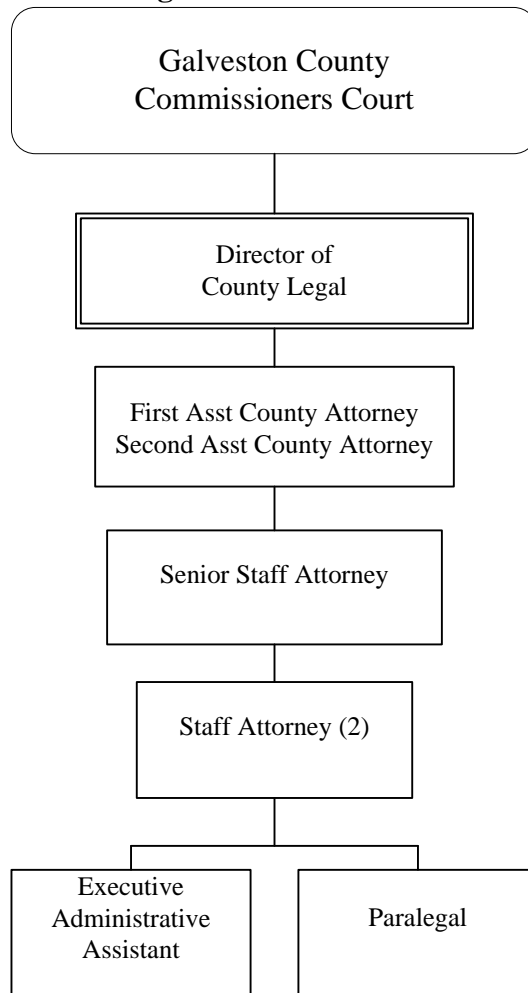 Galveston County
Commissioners Court
Director of
County Legal
First Asst County Attorney
Second Asst County Attorney
Senior Staff Attorney
Staff Attorney (2)
Executive
Administrative
Assistant
Paralegal